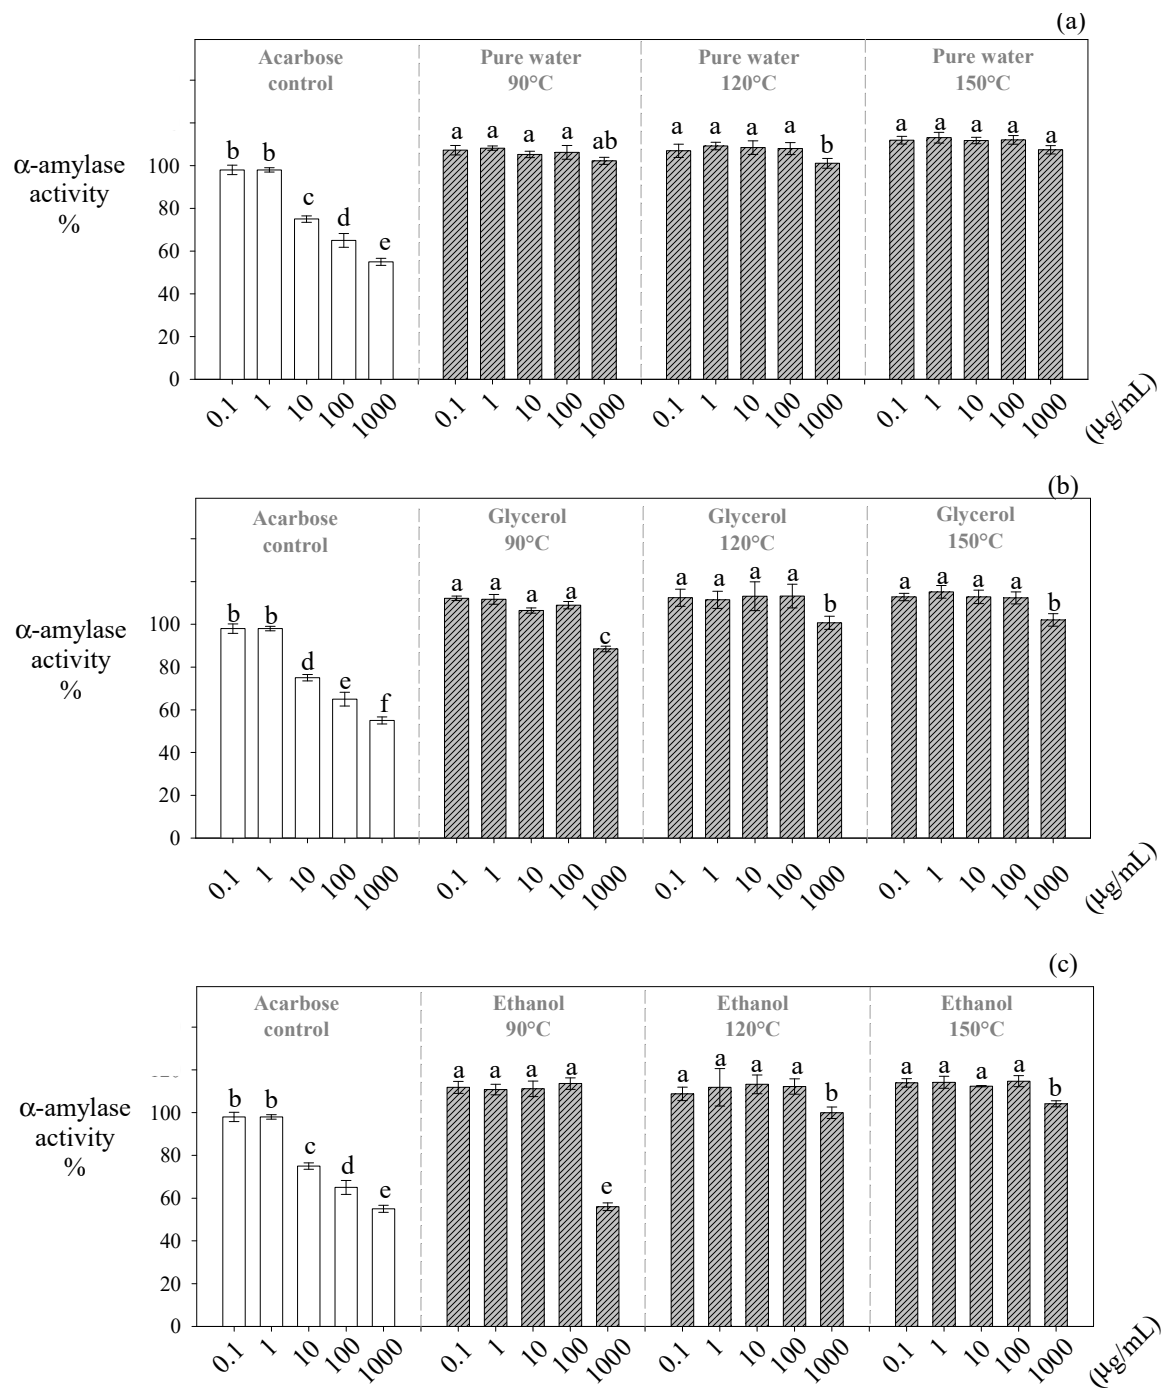 (a)
Acarbose control
Pure water 90°C
Pure water 120°C
Pure water 150°C
α-amylase
activity
%
100
80
60
40
20
0
b b c d e
a a a a ab
a a a a b
a a a a a
0.1 1 10 100 1000
0.1 1 10 100 1000
0.1 1 10 100 1000
0.1 1 10 100 1000
(μg/mL)
(b)
Acarbose control
Glycerol 90°C
Glycerol 120°C
Glycerol 150°C
α-amylase
activity
%
100
80
60
40
20
0
b b d e f
a a a a c
a a a a b
a a a a b
0.1 1 10 100 1000
0.1 1 10 100 1000
0.1 1 10 100 1000
0.1 1 10 100 1000
(μg/mL)
(c)
Acarbose control
Ethanol 90°C
Ethanol 120°C
Ethanol 150°C
α-amylase
activity
%
100
80
60
40
20
0
b b c d e
a a a a e
a a a a b
a a a a b
0.1 1 10 100 1000
0.1 1 10 100 1000
0.1 1 10 100 1000
0.1 1 10 100 1000
(μg/mL)